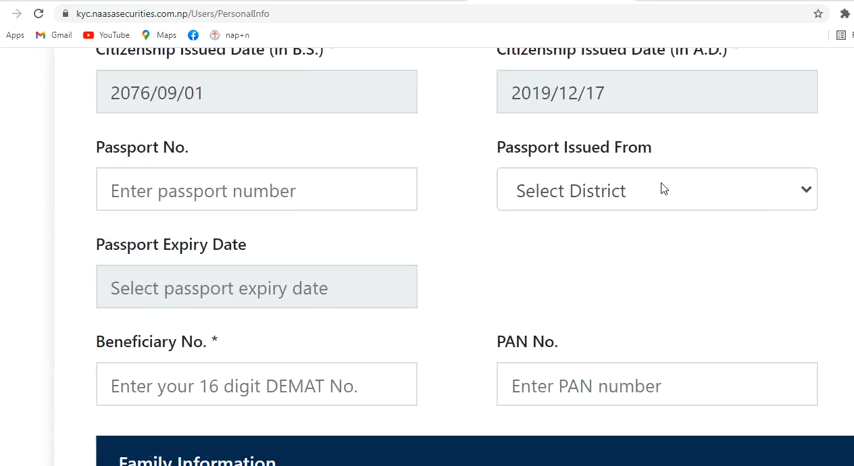 kyc.naasasecurities.com.np/Users/PersonalInfo
Apps Gmail YouTube Maps nap+n
Citizenship Issued Date (in B.S.) * Citizenship Issued Date (in A.D.) *
2076/09/01 2019/12/17
Passport No. Passport Issued From
Enter passport number Select District
Passport Expiry Date
Select passport expiry date
Beneficiary No. * PAN No.
Enter your 16 digit DEMAT No. Enter PAN number
Family Information